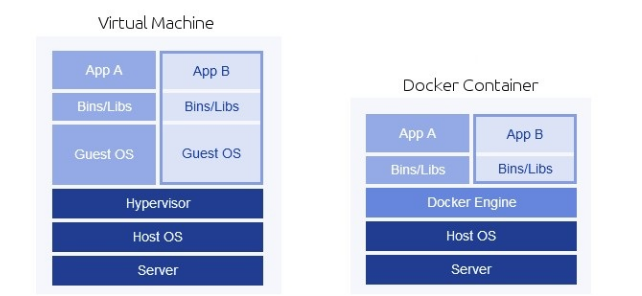 Virtual Machine
App A
App B
Bins/Libs
Bins/Libs
Guest OS
Guest OS
Hypervisor
Host OS
Server
Docker Container
App A
App B
Bins/Libs
Bins/Libs
Docker Engine
Host OS
Server